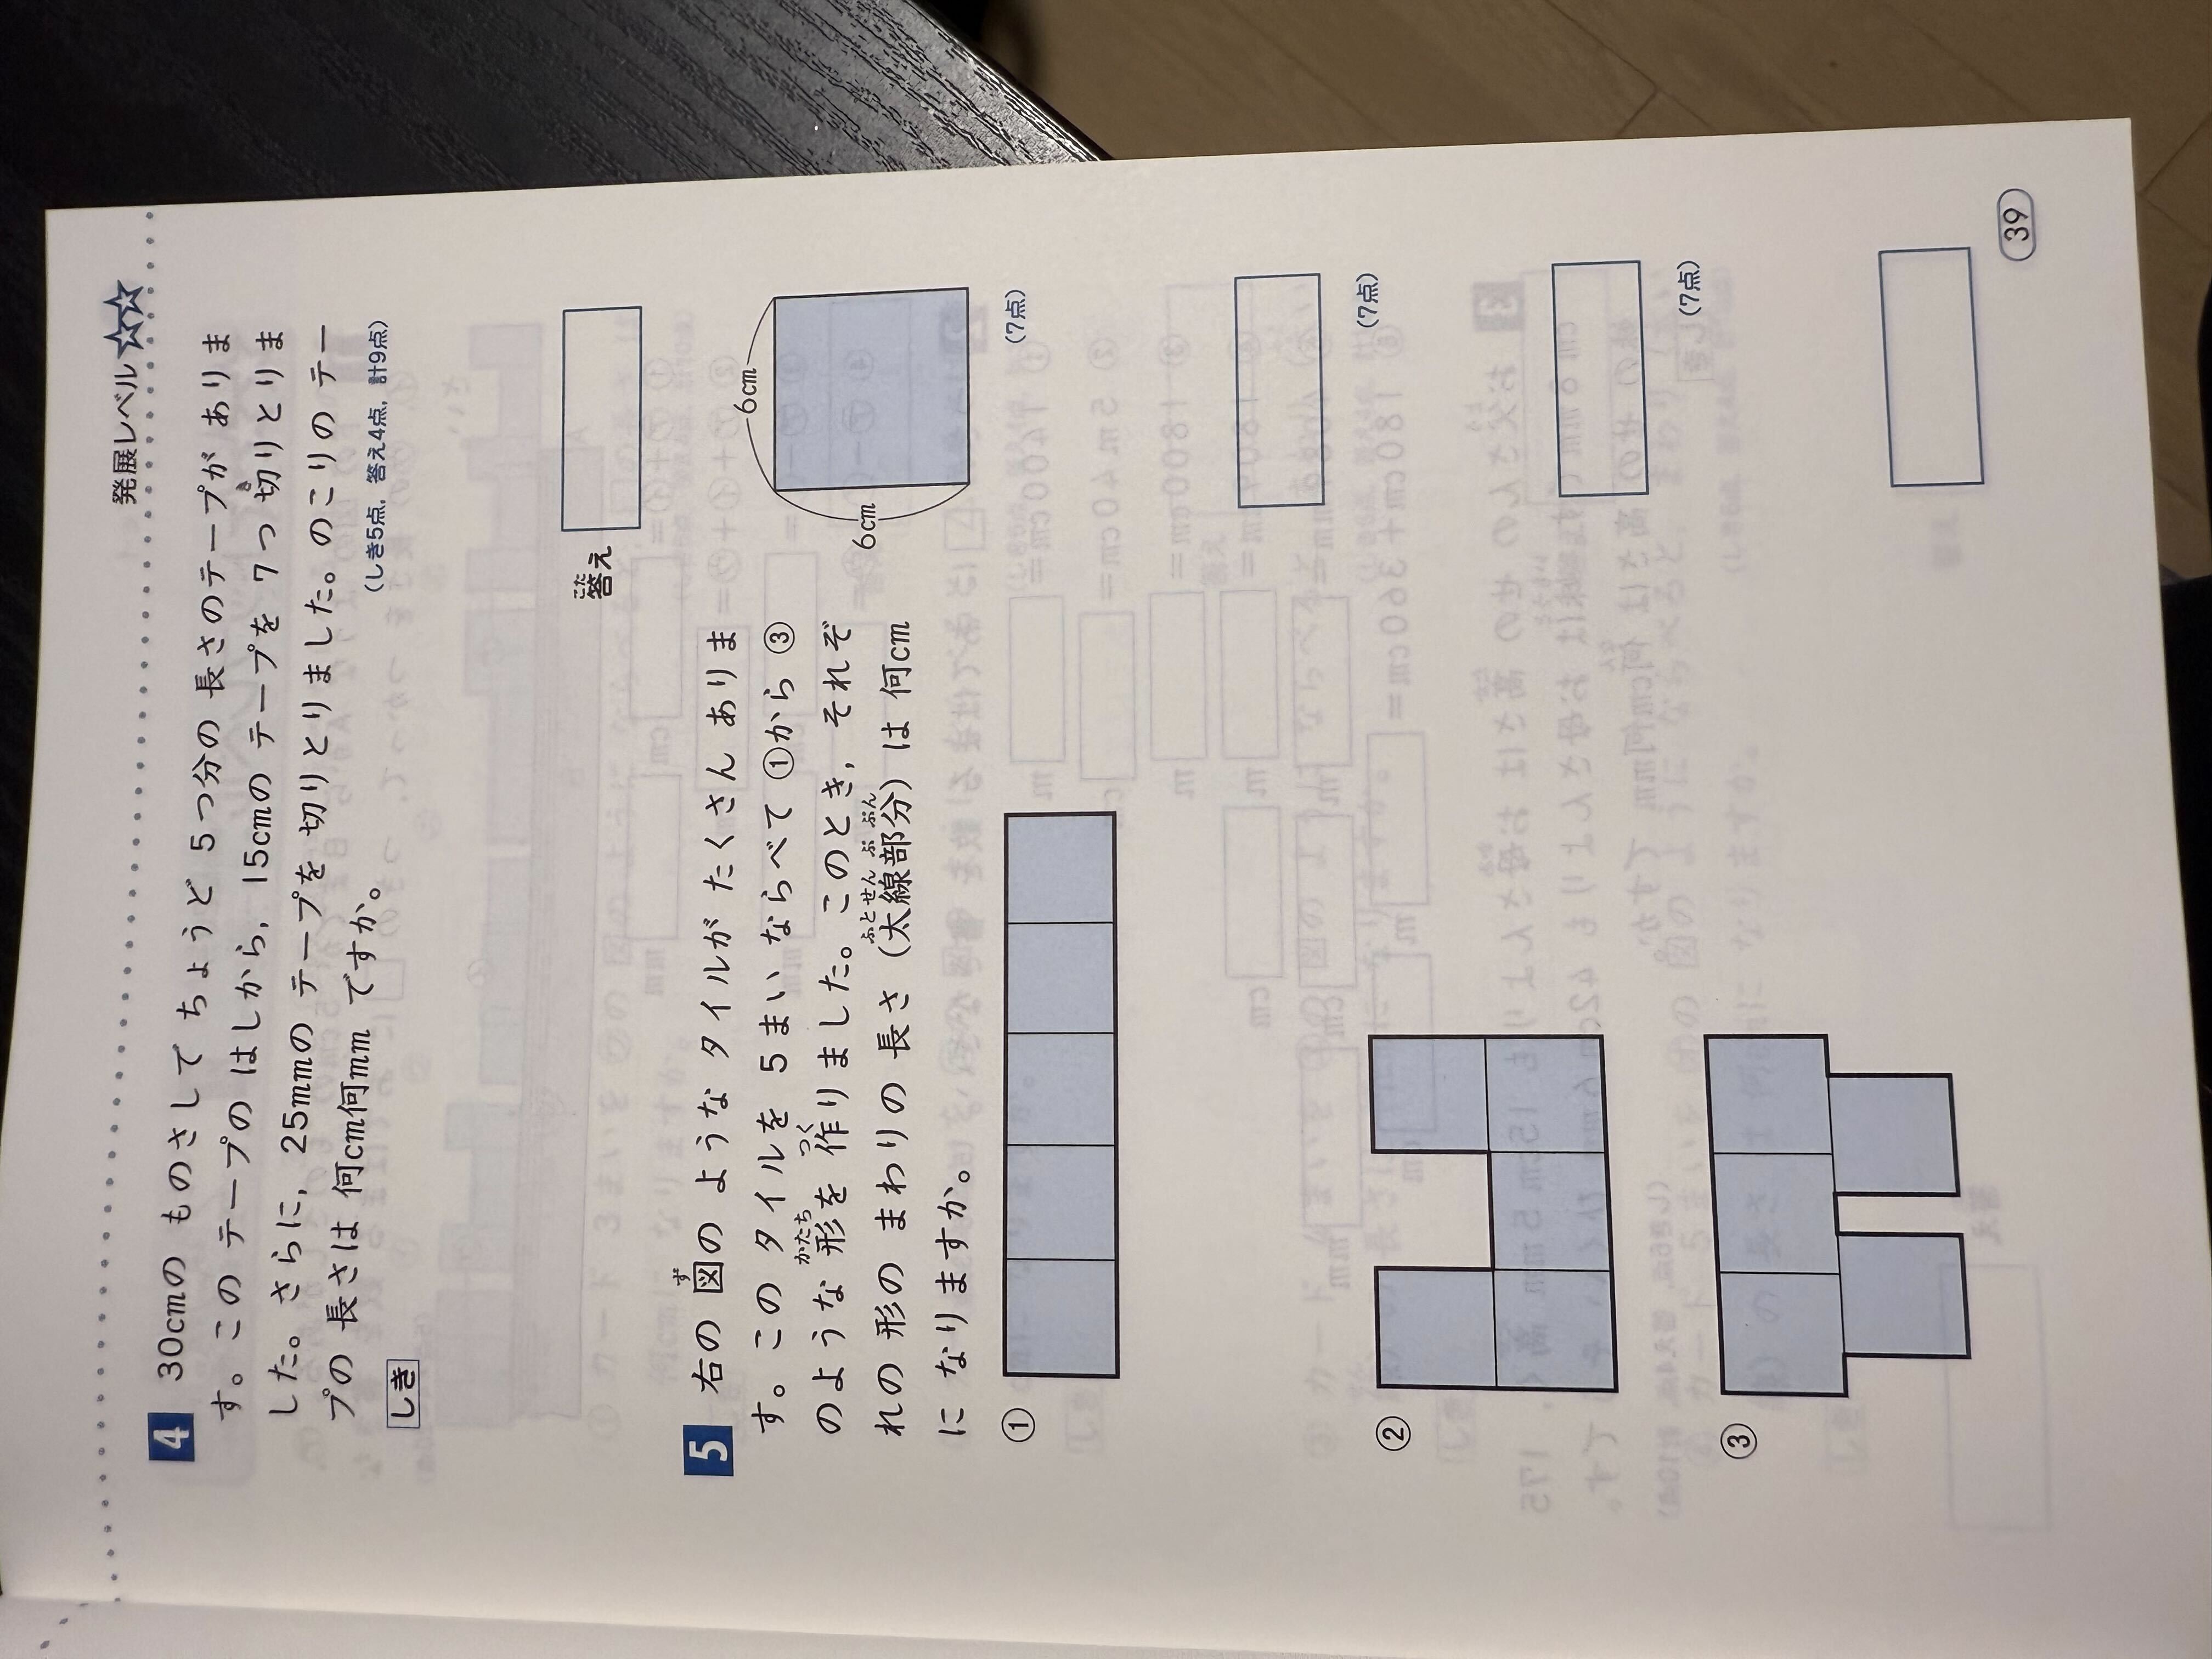 発展レベル
4 30cmの ものさしで ちょうど 5つ分の 長さのテープが ありま
す。このテープの はしから, 15cmの テープを 7つ 切りとりま
した。さらに, 25mmの テープを 切りとりました。のこりの テー
プの 長さは 何cm何mm ですか。
(しき5点, 答え4点, 計9点)
しき
答え
5 右の 図の ような タイルが たくさん ありま
す。この タイルを 5まい ならべて ①から ③
のような 形を 作りました。このとき, それぞ
れの 形の まわりの 長さ (太線部分) は 何cm
に なりますか。
6cm
6cm
(7点)
①
(7点)
②
(7点)
③
39